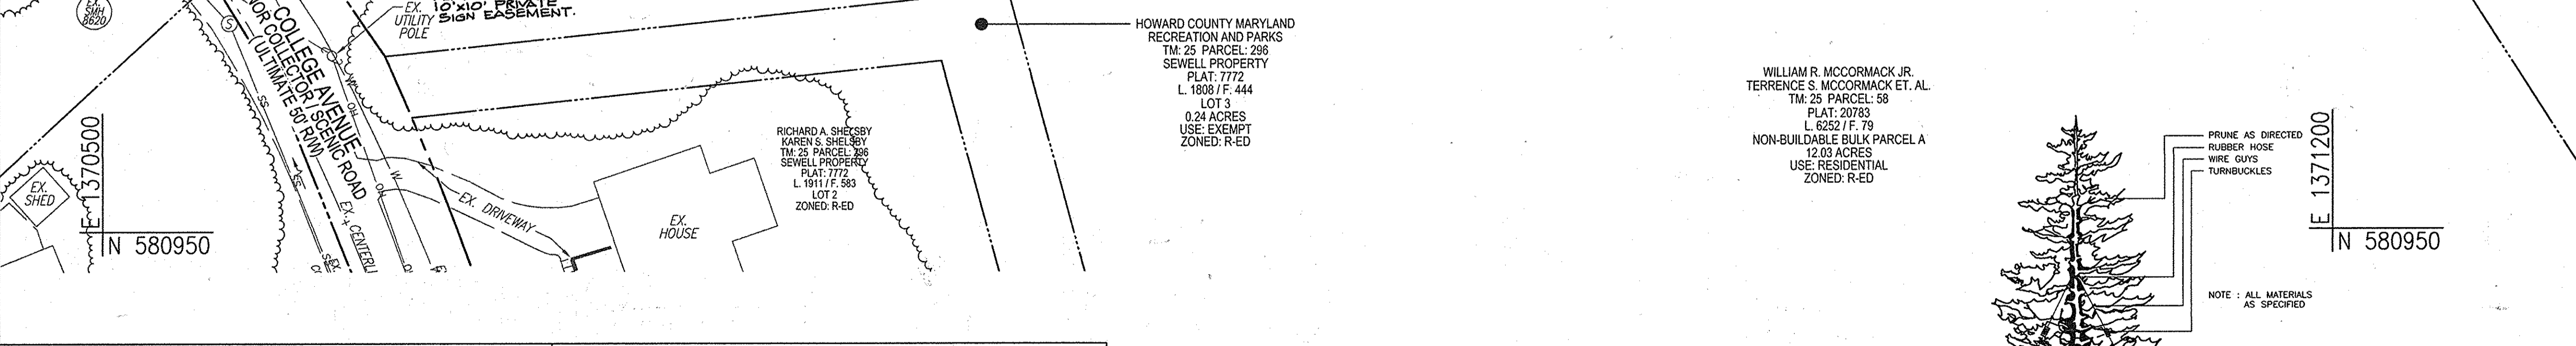 EX.
SMH
8620
S
EX.
UTILITY
POLE
10'x10' PRIVATE
SIGN EASEMENT.
COLLEGE AVENUE
COLLECTOR / SCENIC ROAD
(ULTIMATE 50' R/W)
SS
SS
W
OH
W
OH
EX. CENTERLI
EX.
SHED
E 1370500
N 580950
EX. DRIVEWAY
EX.
HOUSE
RICHARD A. SHELSBY
KAREN S. SHELSBY
TM: 25 PARCEL: 296
SEWELL PROPERTY
PLAT: 7772
L. 1911 / F. 583
LOT 2
ZONED: R-ED
HOWARD COUNTY MARYLAND
RECREATION AND PARKS
TM: 25 PARCEL: 296
SEWELL PROPERTY
PLAT: 7772
L. 1808 / F. 444
LOT 3
0.24 ACRES
USE: EXEMPT
ZONED: R-ED
WILLIAM R. MCCORMACK JR.
TERRENCE S. MCCORMACK ET. AL.
TM: 25 PARCEL: 58
PLAT: 20783
L. 6252 / F. 79
NON-BUILDABLE BULK PARCEL A
12.03 ACRES
USE: RESIDENTIAL
ZONED: R-ED
PRUNE AS DIRECTED
RUBBER HOSE
WIRE GUYS
TURNBUCKLES
NOTE : ALL MATERIALS
AS SPECIFIED
E 1371200
N 580950